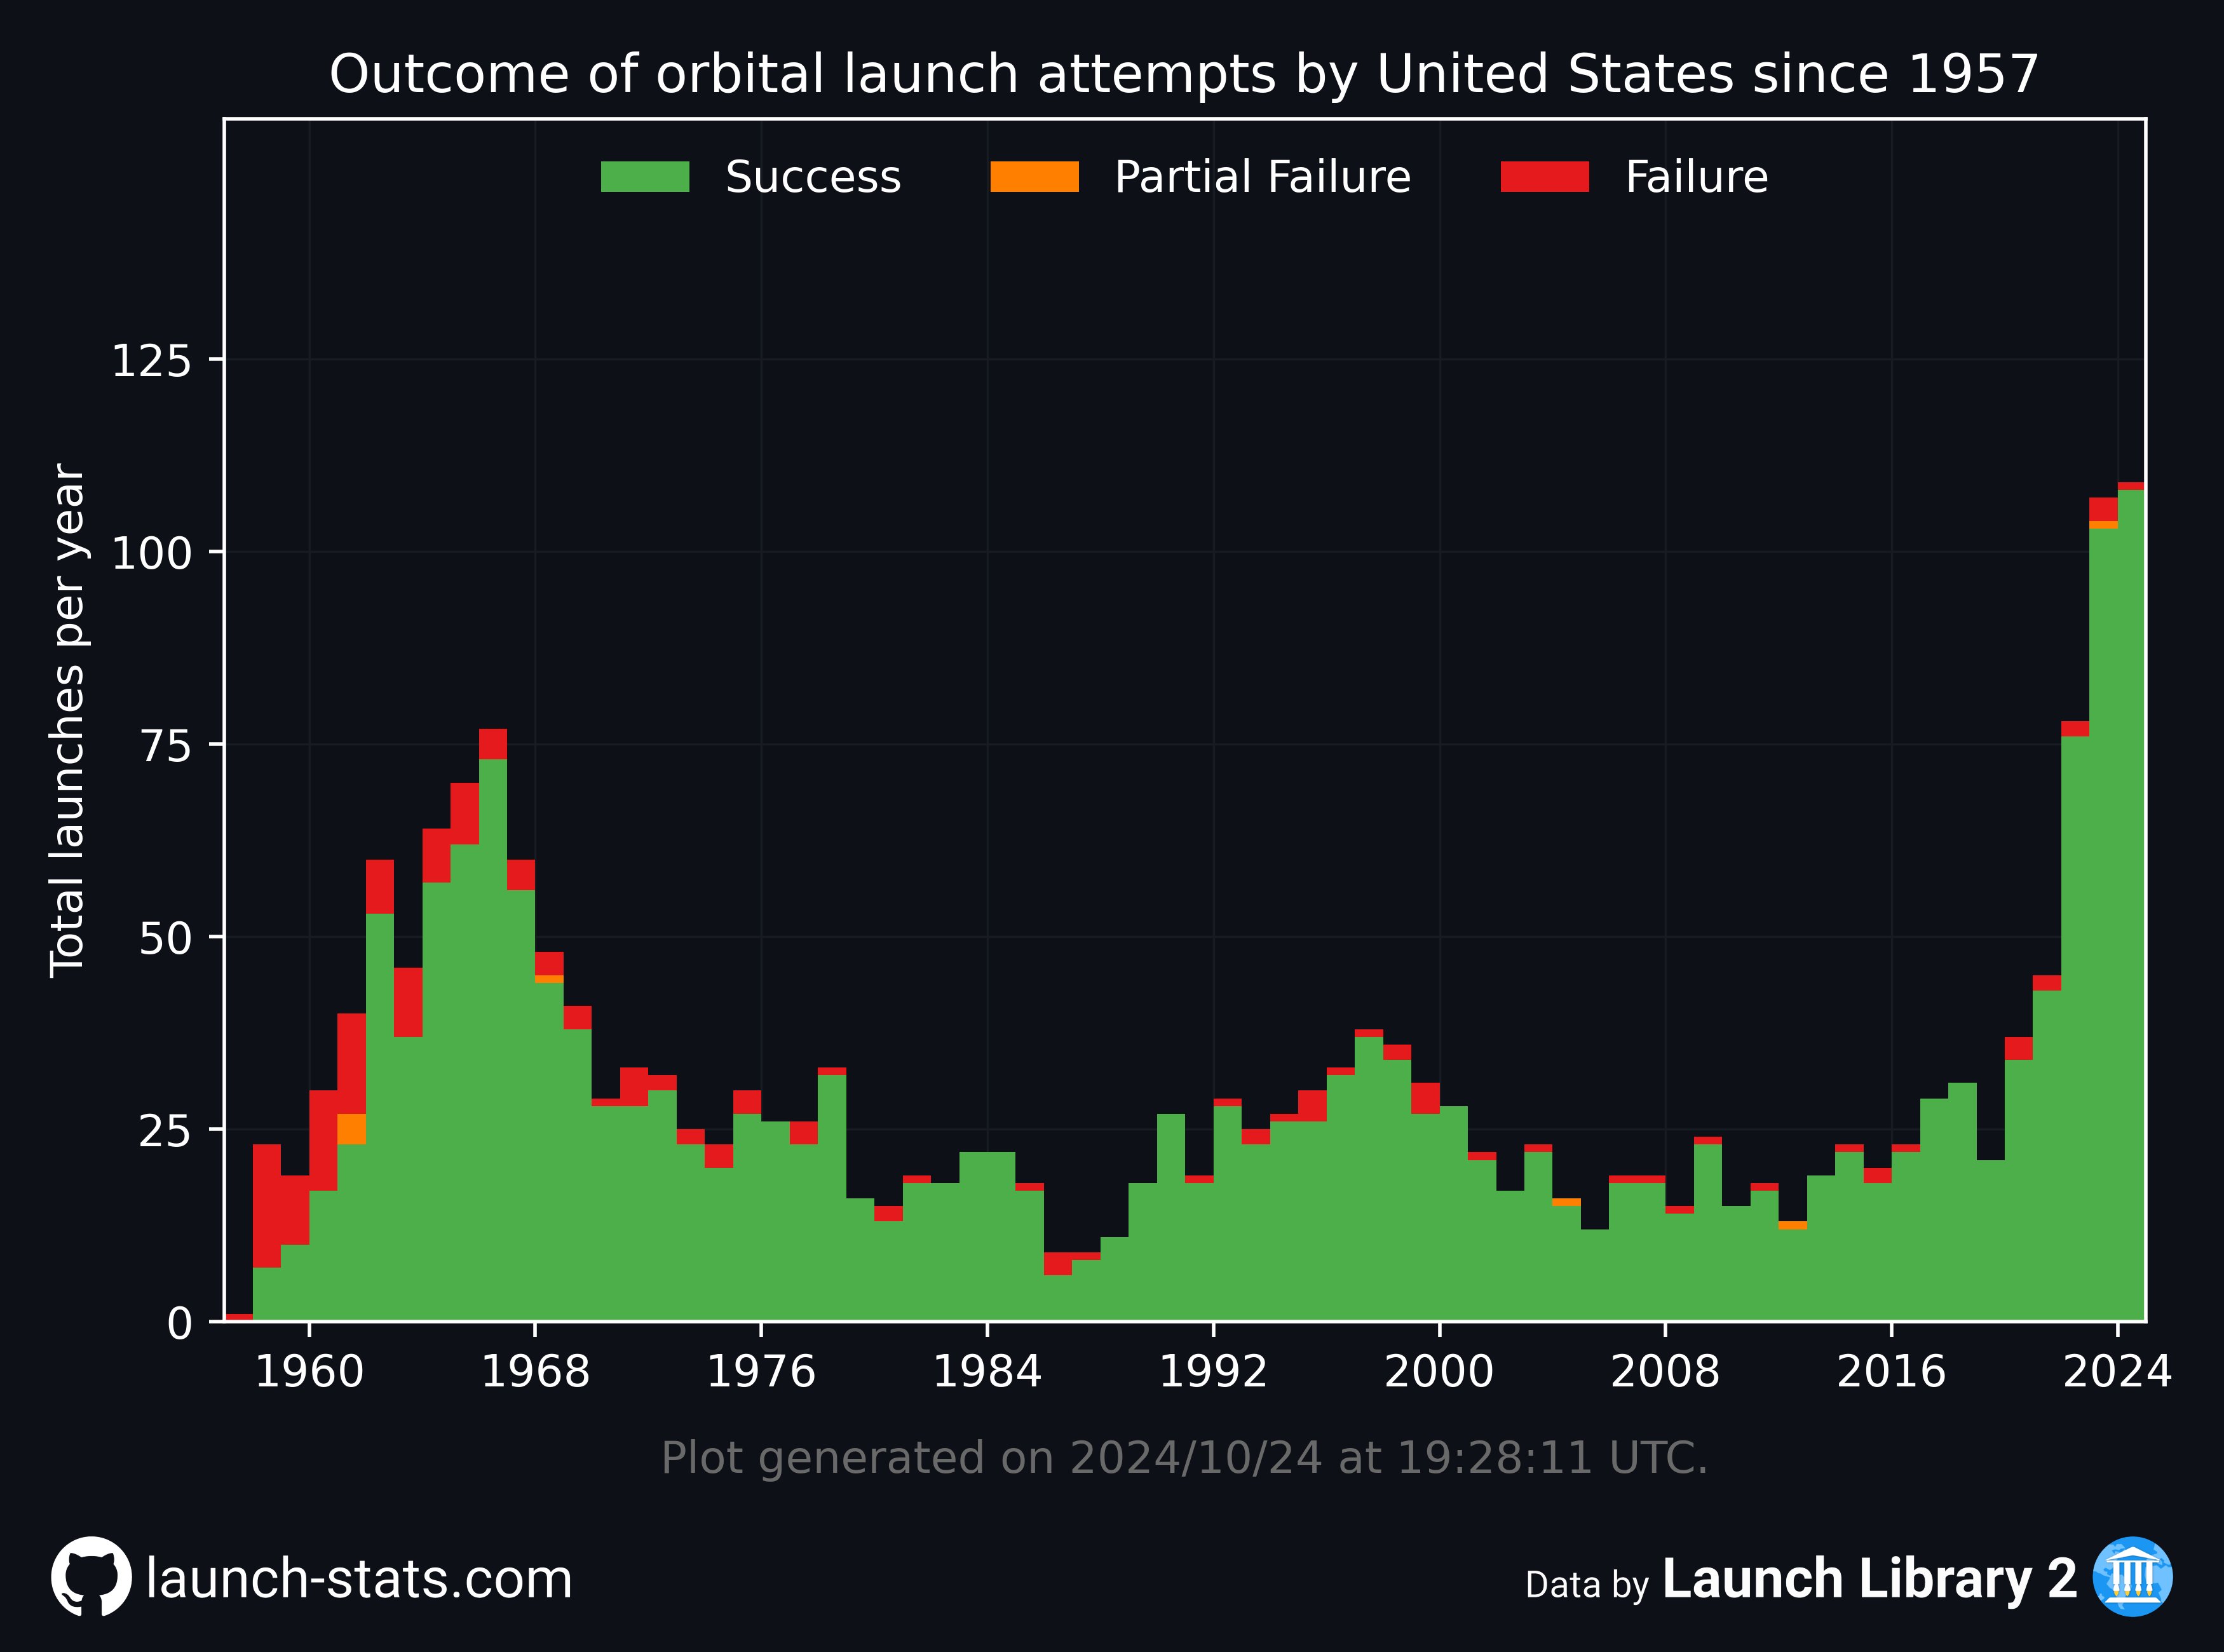 Outcome of orbital launch attempts by United States since 1957
Success
Partial Failure
Failure
Total launches per year
125
100
75
50
25
0
1960
1968
1976
1984
1992
2000
2008
2016
2024
Plot generated on 2024/10/24 at 19:28:11 UTC.
launch-stats.com
Data by Launch Library 2